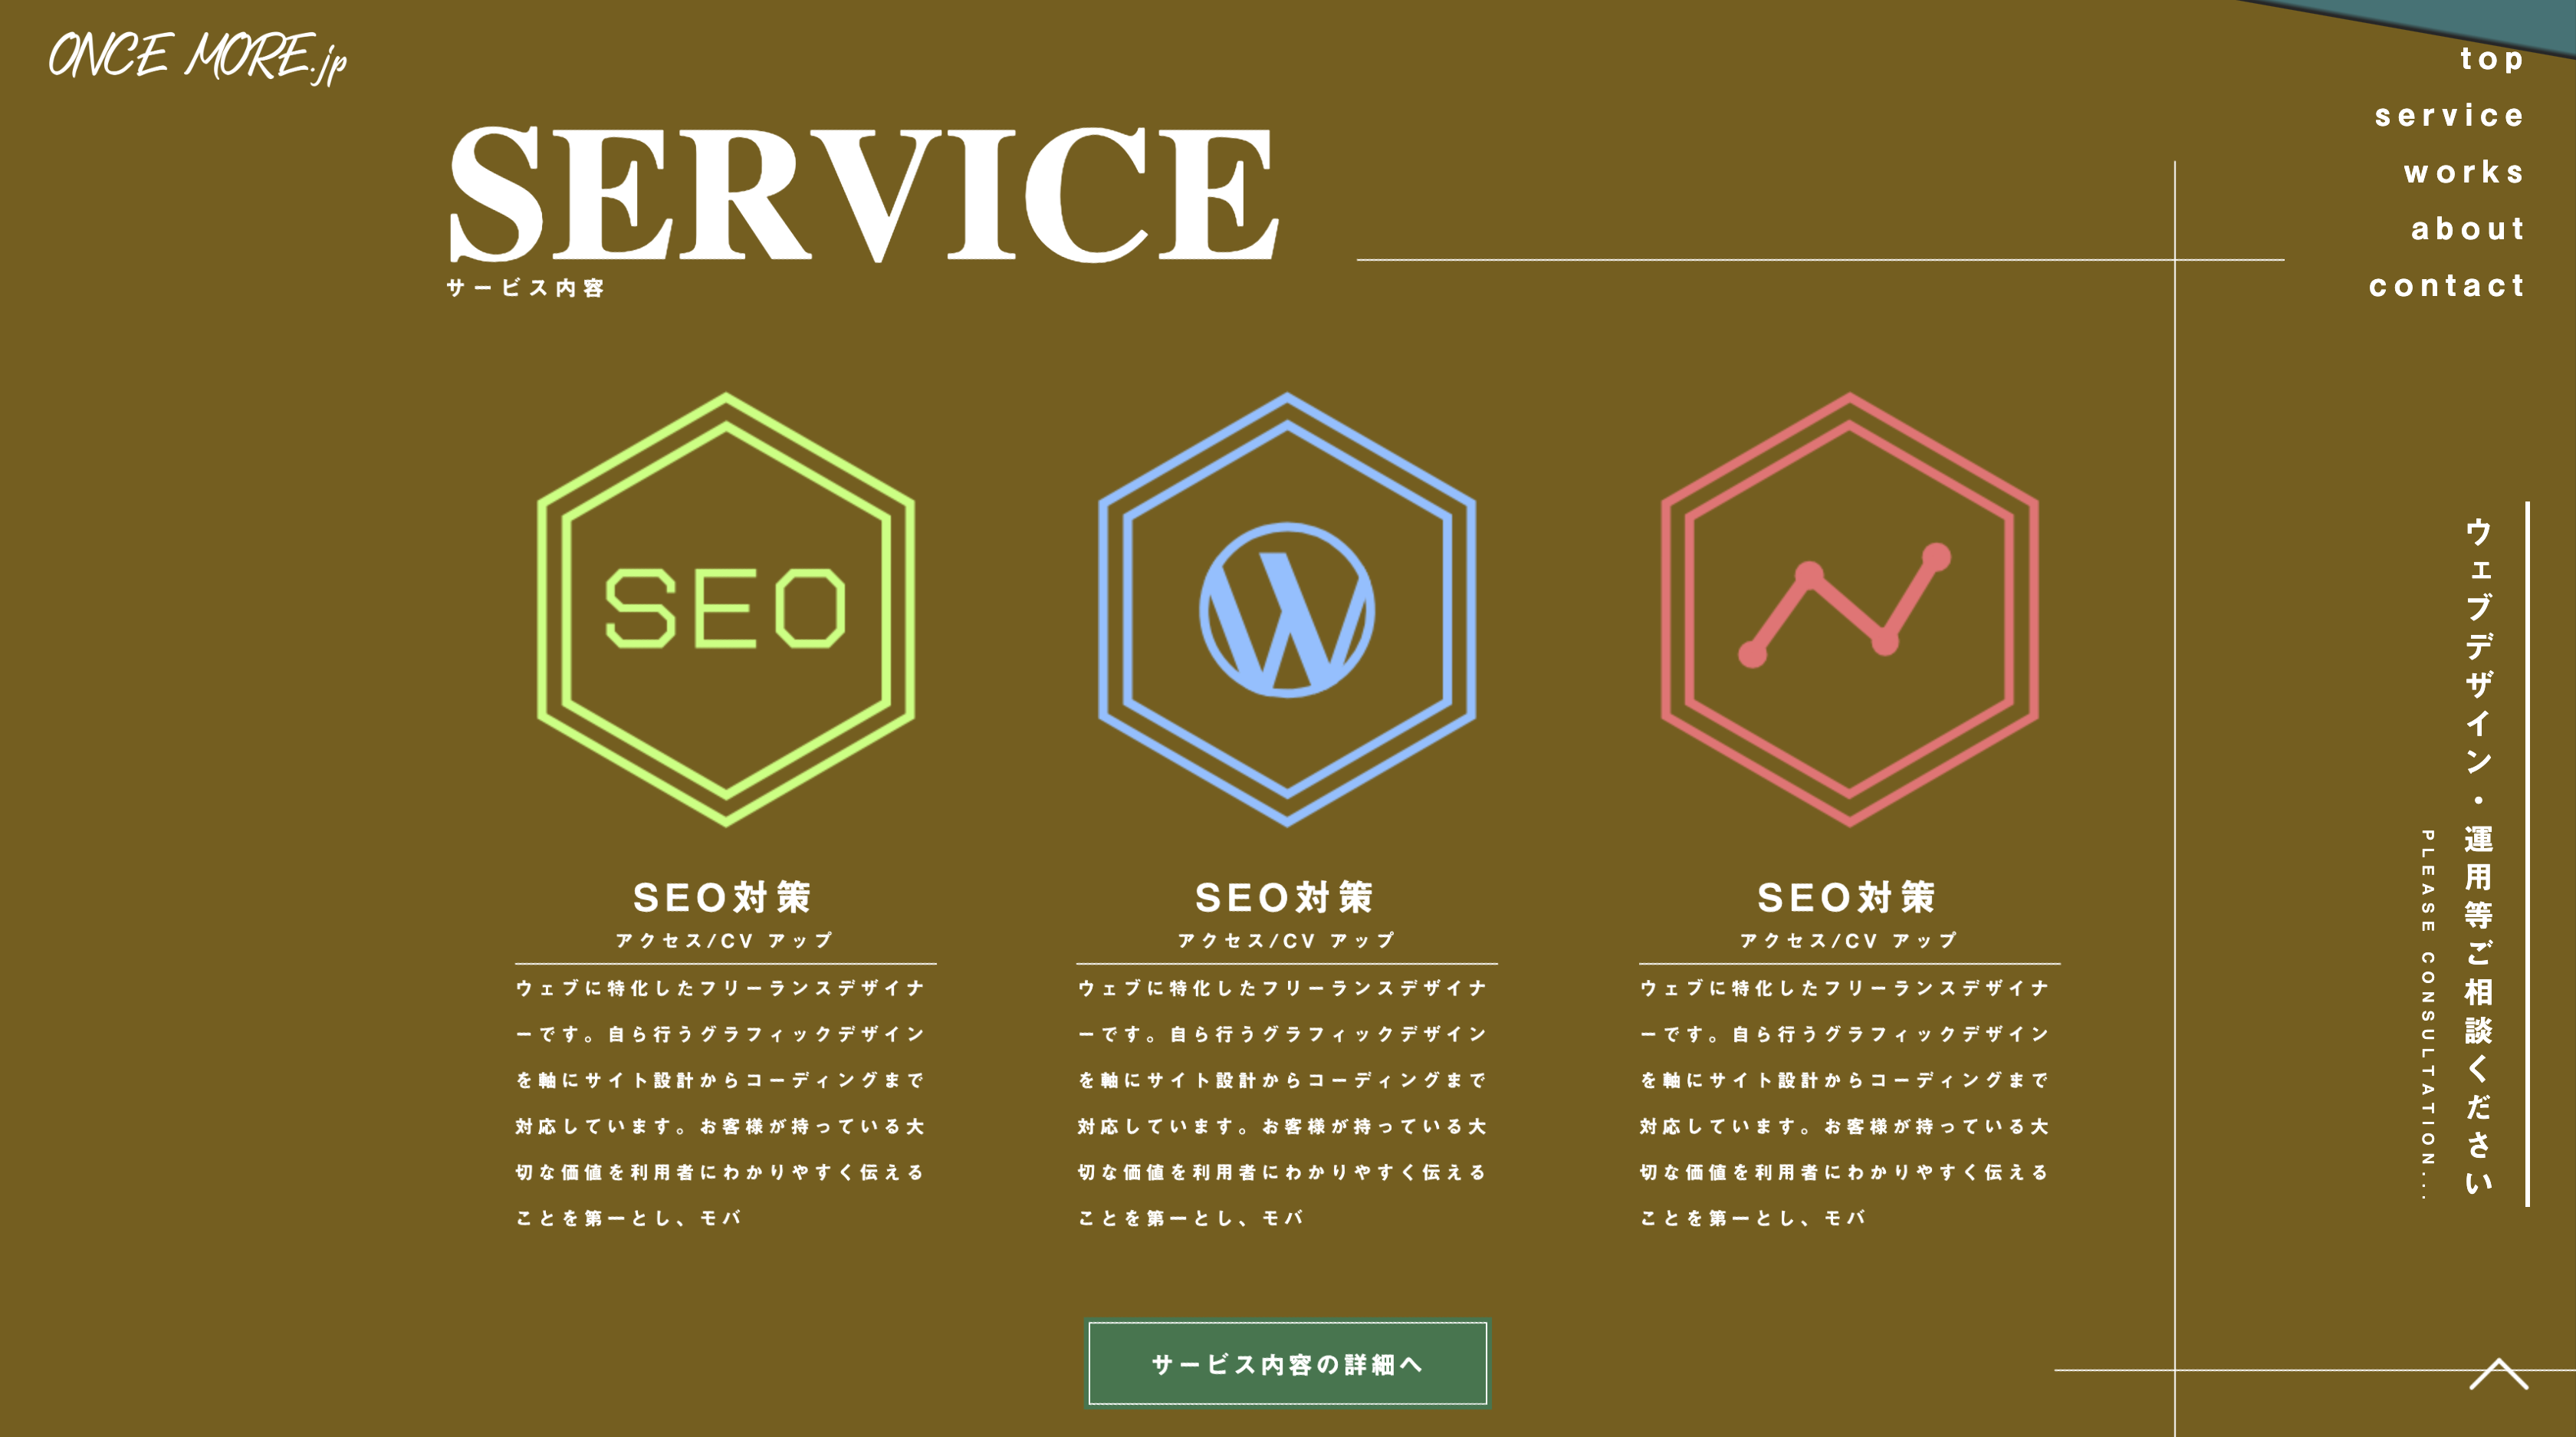 ONCE MORE.jp
top
service
works
about
contact
SERVICE
サービス内容
SEO
SEO対策
アクセス/CV アップ
ウェブに特化したフリーランスデザイナ
ーです。自ら行うグラフィックデザイン
を軸にサイト設計からコーディングまで
対応しています。お客様が持っている大
切な価値を利用者にわかりやすく伝える
ことを第一とし、モバ
SEO対策
アクセス/CV アップ
ウェブに特化したフリーランスデザイナ
ーです。自ら行うグラフィックデザイン
を軸にサイト設計からコーディングまで
対応しています。お客様が持っている大
切な価値を利用者にわかりやすく伝える
ことを第一とし、モバ
SEO対策
アクセス/CV アップ
ウェブに特化したフリーランスデザイナ
ーです。自ら行うグラフィックデザイン
を軸にサイト設計からコーディングまで
対応しています。お客様が持っている大
切な価値を利用者にわかりやすく伝える
ことを第一とし、モバ
サービス内容の詳細へ
ウェブデザイン・運用等ご相談ください
PLEASE CONSULTATION...